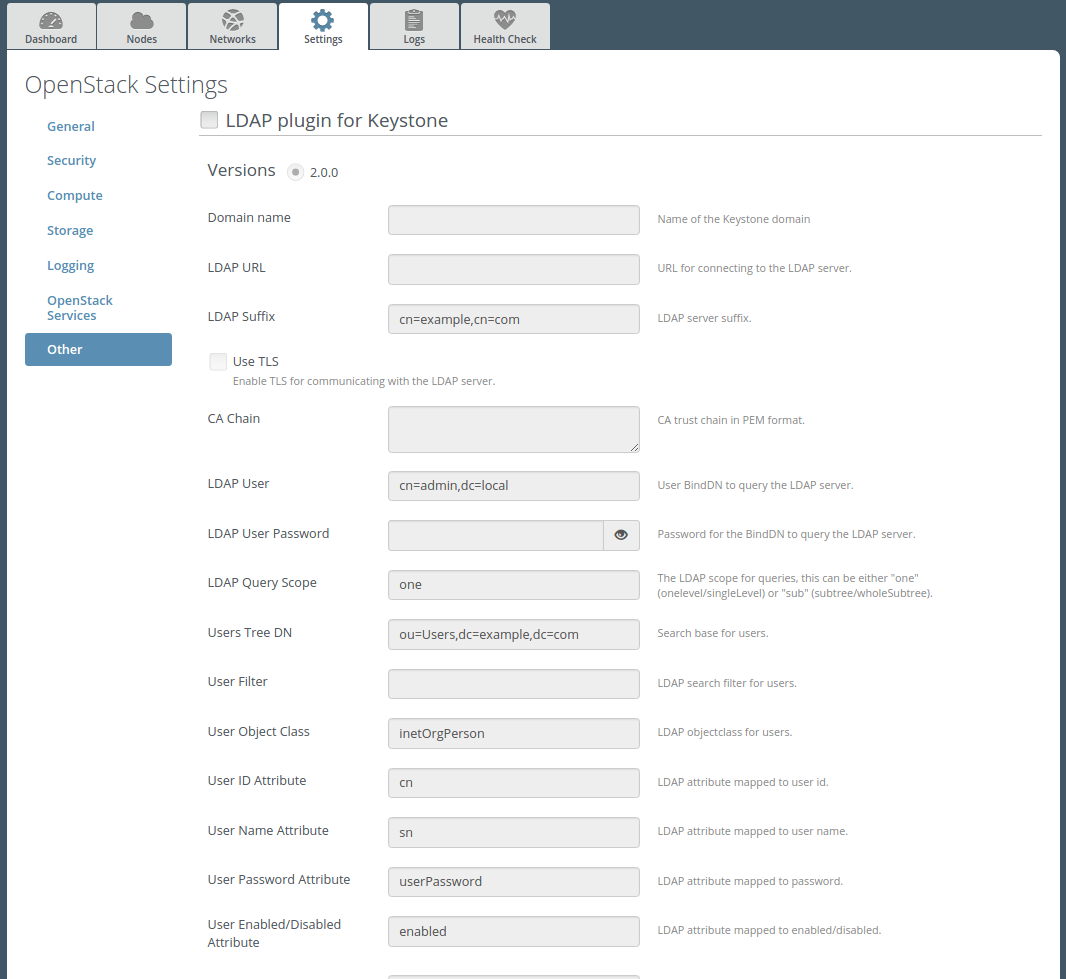 Dashboard
Nodes
Networks
Settings
Logs
Health Check
OpenStack Settings
General
Security
Compute
Storage
Logging
OpenStack
Services
Other
LDAP plugin for Keystone
Versions 2.0.0
Domain name
Name of the Keystone domain
LDAP URL
URL for connecting to the LDAP server.
LDAP Suffix
cn=example,cn=com
LDAP server suffix.
Use TLS
Enable TLS for communicating with the LDAP server.
CA Chain
CA trust chain in PEM format.
LDAP User
cn=admin,dc=local
User BindDN to query the LDAP server.
LDAP User Password
Password for the BindDN to query the LDAP server.
LDAP Query Scope
one
The LDAP scope for queries, this can be either "one"
(onelevel/singleLevel) or "sub" (subtree/wholeSubtree).
Users Tree DN
ou=Users,dc=example,dc=com
Search base for users.
User Filter
LDAP search filter for users.
User Object Class
inetOrgPerson
LDAP objectclass for users.
User ID Attribute
cn
LDAP attribute mapped to user id.
User Name Attribute
sn
LDAP attribute mapped to user name.
User Password Attribute
userPassword
LDAP attribute mapped to password.
User Enabled/Disabled
Attribute
enabled
LDAP attribute mapped to enabled/disabled.